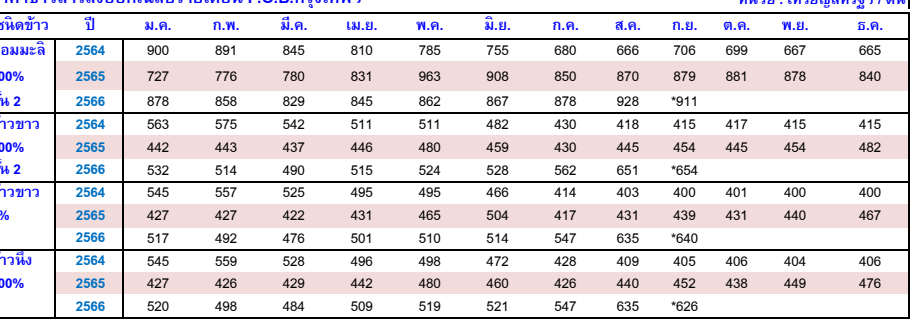 ชนิดข้าว ปี ม.ค. ก.พ. มี.ค. เม.ย. พ.ค. มิ.ย. ก.ค. ส.ค. ก.ย. ต.ค. พ.ย. ธ.ค.
อมมะลิ 2564 900 891 845 810 785 755 680 666 706 699 667 665
00% 2565 727 776 780 831 963 908 850 870 879 881 878 840
ั้น 2 2566 878 858 829 845 862 867 878 928 *911
้าวขาว 2564 563 575 542 511 511 482 430 418 415 417 415 415
00% 2565 442 443 437 446 480 459 430 445 454 445 454 482
ั้น 2 2566 532 514 490 515 524 528 562 651 *654
้าวขาว 2564 545 557 525 495 495 466 414 403 400 401 400 400
% 2565 427 427 422 431 465 504 417 431 439 431 440 467
2566 517 492 476 501 510 514 547 635 *640
้าวนึ่ง 2564 545 559 528 496 498 472 428 409 405 406 404 406
00% 2565 427 426 429 442 480 460 426 440 452 438 449 476
2566 520 498 484 509 519 521 547 635 *626